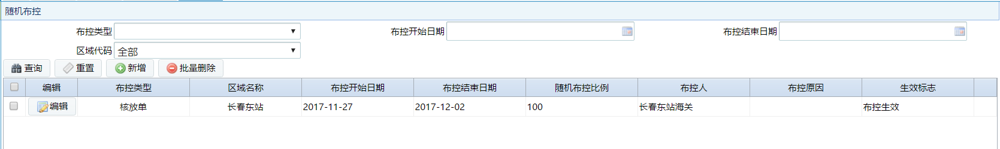 随机布控
布控类型 布控开始日期 布控结束日期
区域代码 全部
查询 重置 新增 批量删除
编辑 布控类型 区域名称 布控开始日期 布控结束日期 随机布控比例 布控人 布控原因 生效标志
编辑 核放单 长春东站 2017-11-27 2017-12-02 100 长春东站海关 布控生效